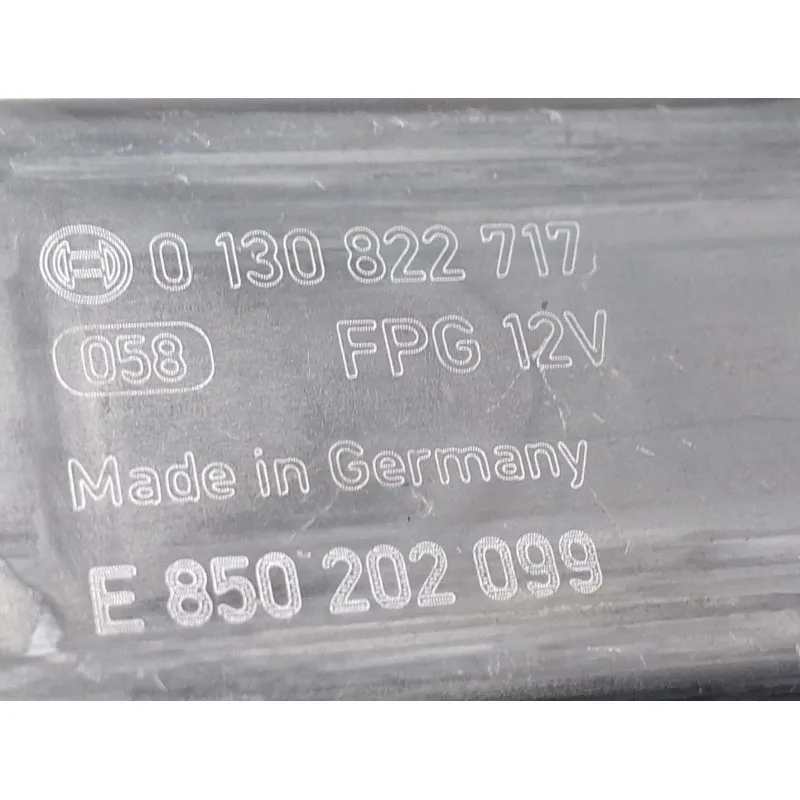 0 130 822 717
058 FPG 12V
Made in Germany
E 850 202 099